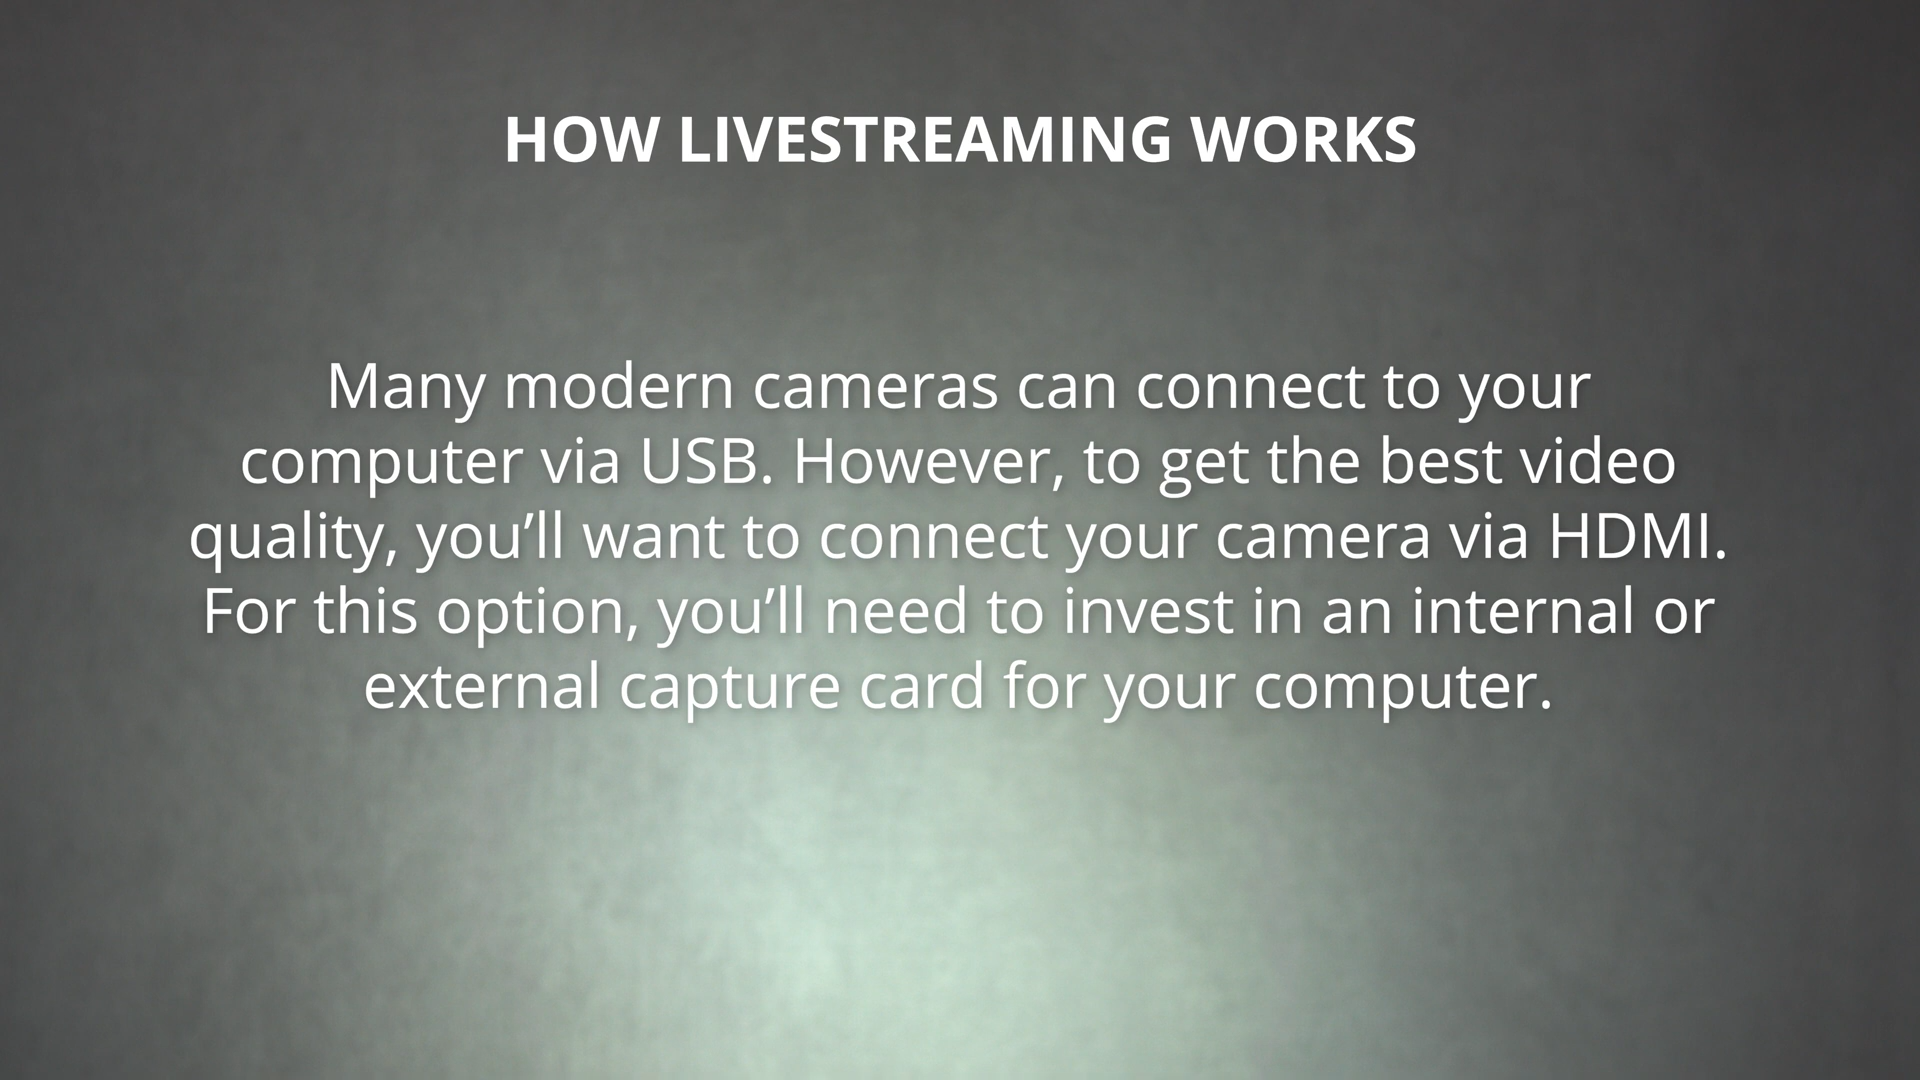 HOW LIVESTREAMING WORKS
Many modern cameras can connect to your
computer via USB. However, to get the best video
quality, you’ll want to connect your camera via HDMI.
For this option, you’ll need to invest in an internal or
external capture card for your computer.